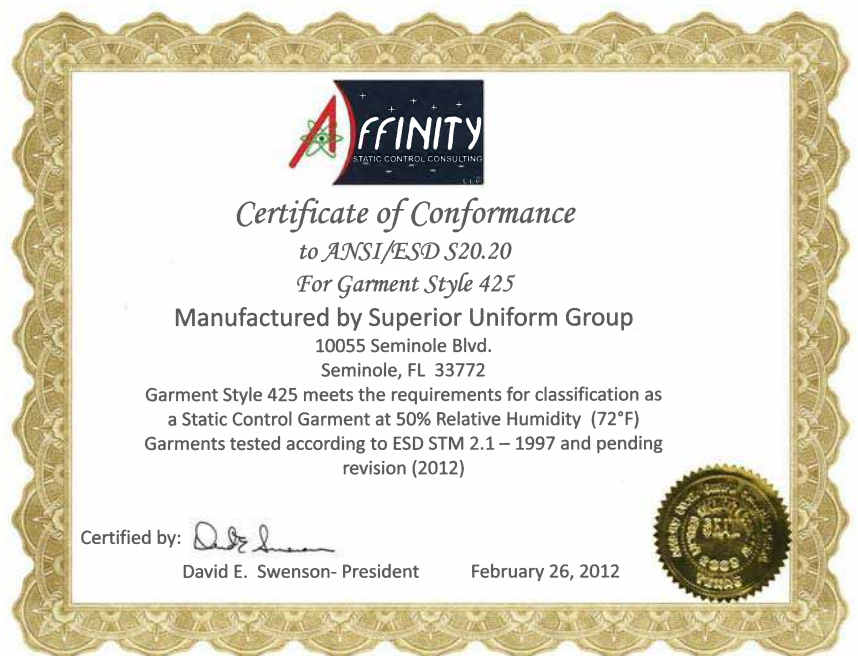 AFFINITY
STATIC CONTROL CONSULTING
LLC
Certificate of Conformance
to ANSI/ESD S20.20
For Garment Style 425
Manufactured by Superior Uniform Group
10055 Seminole Blvd.
Seminole, FL 33772
Garment Style 425 meets the requirements for classification as
a Static Control Garment at 50% Relative Humidity (72°F)
Garments tested according to ESD STM 2.1 – 1997 and pending
revision (2012)
Certified by:
David E. Swenson- President February 26, 2012
TEXAS